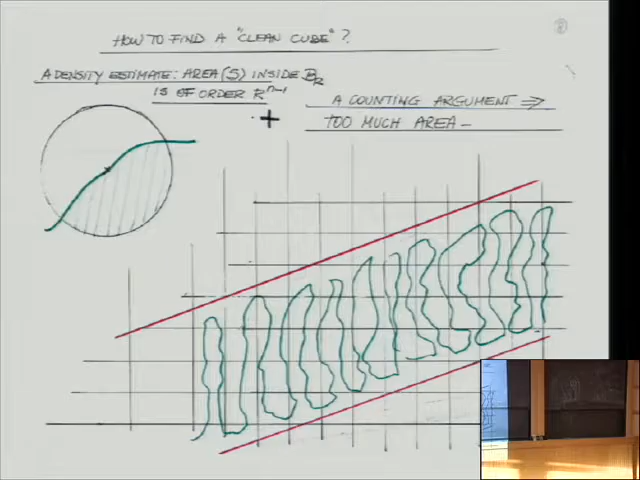 HOW TO FIND A "CLEAN CUBE"?
A DENSITY ESTIMATE: AREA(S) INSIDE B_R
IS OF ORDER R^{n-1}
+
A COUNTING ARGUMENT ⇒
TOO MUCH AREA —